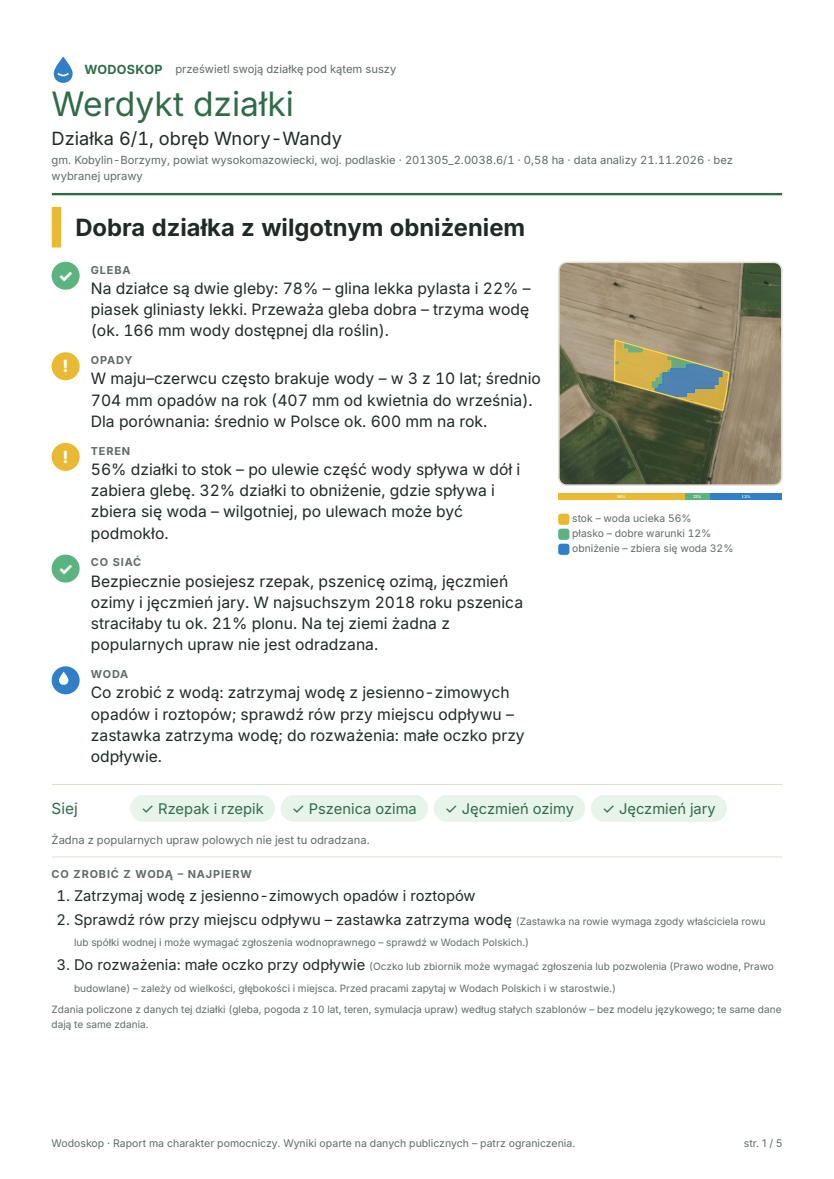 WODOSKOP prześwietl swoją działkę pod kątem suszy
Werdykt działki
Działka 6/1, obręb Wnory-Wandy
gm. Kobylin-Borzymy, powiat wysokomazowiecki, woj. podlaskie · 201305_2.0038.6/1 · 0,58 ha · data analizy 21.11.2026 · bez
wybranej uprawy
Dobra działka z wilgotnym obniżeniem
GLEBA
Na działce są dwie gleby: 78% – glina lekka pylasta i 22% –
piasek gliniasty lekki. Przeważa gleba dobra – trzyma wodę
(ok. 166 mm wody dostępnej dla roślin).
OPADY
W maju–czerwcu często brakuje wody – w 3 z 10 lat; średnio
704 mm opadów na rok (407 mm od kwietnia do września).
Dla porównania: średnio w Polsce ok. 600 mm na rok.
TEREN
56% działki to stok – po ulewie część wody spływa w dół i
zabiera glebę. 32% działki to obniżenie, gdzie spływa i
zbiera się woda – wilgotniej, po ulewach może być
podmokło.
CO SIAĆ
Bezpiecznie posiejesz rzepak, pszenicę ozimą, jęczmień
ozimy i jęczmień jary. W najsuchszym 2018 roku pszenica
straciłaby tu ok. 21% plonu. Na tej ziemi żadna z
popularnych upraw nie jest odradzana.
WODA
Co zrobić z wodą: zatrzymaj wodę z jesienno-zimowych
opadów i roztopów; sprawdź rów przy miejscu odpływu –
zastawka zatrzyma wodę; do rozważenia: małe oczko przy
odpływie.
stok – woda ucieka 56%
płasko – dobre warunki 12%
obniżenie – zbiera się woda 32%
Siej ✓ Rzepak i rzepik ✓ Pszenica ozima ✓ Jęczmień ozimy ✓ Jęczmień jary
Żadna z popularnych upraw polowych nie jest tu odradzana.
CO ZROBIĆ Z WODĄ – NAJPIERW
1. Zatrzymaj wodę z jesienno-zimowych opadów i roztopów
2. Sprawdź rów przy miejscu odpływu – zastawka zatrzyma wodę (Zastawka na rowie wymaga zgody właściciela rowu
lub spółki wodnej i może wymagać zgłoszenia wodnoprawnego – sprawdź w Wodach Polskich.)
3. Do rozważenia: małe oczko przy odpływie (Oczko lub zbiornik może wymagać zgłoszenia lub pozwolenia (Prawo wodne, Prawo
budowlane) – zależy od wielkości, głębokości i miejsca. Przed pracami zapytaj w Wodach Polskich i w starostwie.)
Zdania policzone z danych tej działki (gleba, pogoda z 10 lat, teren, symulacja upraw) według stałych szablonów – bez modelu językowego; te same dane
dają te same zdania.
Wodoskop · Raport ma charakter pomocniczy. Wyniki oparte na danych publicznych – patrz ograniczenia. str. 1 / 5